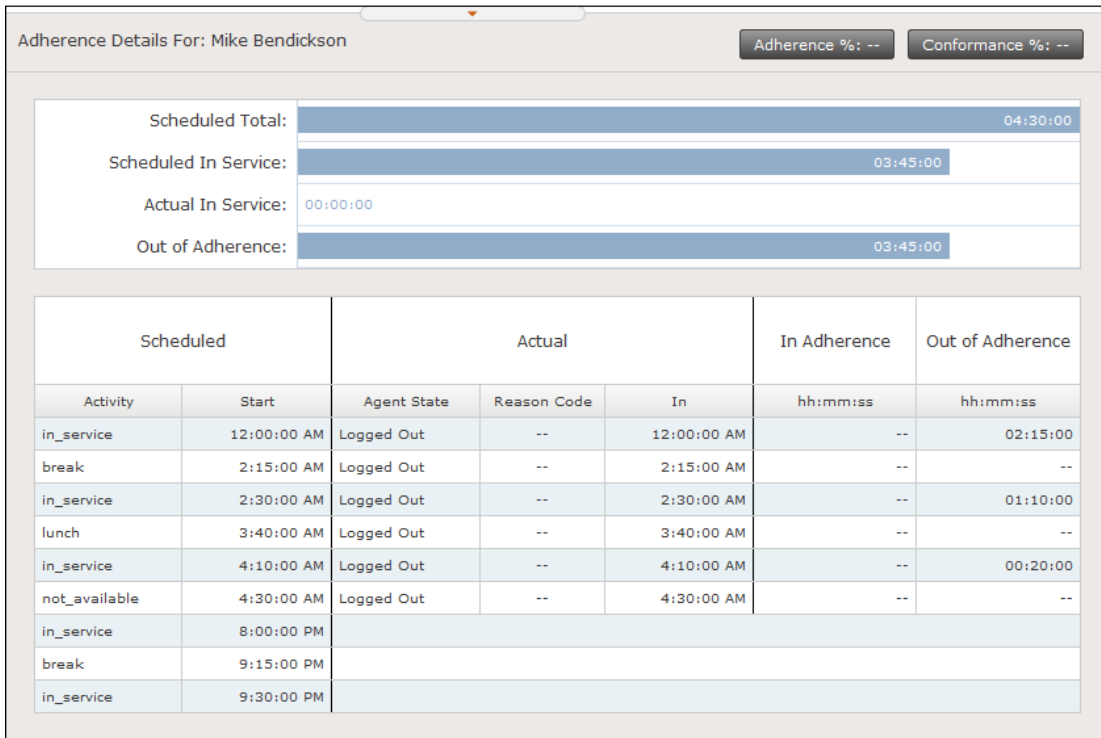 Adherence Details For: Mike Bendickson Adherence %: -- Conformance %: --
Scheduled Total: 04:30:00
Scheduled In Service: 03:45:00
Actual In Service: 00:00:00
Out of Adherence: 03:45:00
Scheduled Actual In Adherence Out of Adherence
Activity Start Agent State Reason Code In hh:mm:ss hh:mm:ss
in_service 12:00:00 AM Logged Out -- 12:00:00 AM -- 02:15:00
break 2:15:00 AM Logged Out -- 2:15:00 AM -- --
in_service 2:30:00 AM Logged Out -- 2:30:00 AM -- 01:10:00
lunch 3:40:00 AM Logged Out -- 3:40:00 AM -- --
in_service 4:10:00 AM Logged Out -- 4:10:00 AM -- 00:20:00
not_available 4:30:00 AM Logged Out -- 4:30:00 AM -- --
in_service 8:00:00 PM
break 9:15:00 PM
in_service 9:30:00 PM